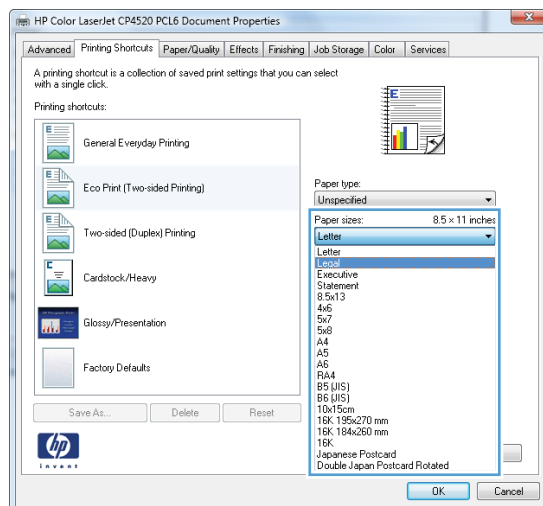 HP Color LaserJet CP4520 PCL6 Document Properties
Advanced Printing Shortcuts Paper/Quality Effects Finishing Job Storage Color Services
A printing shortcut is a collection of saved print settings that you can select
with a single click.
Printing shortcuts:
General Everyday Printing
Eco Print (Two-sided Printing)
Two-sided (Duplex) Printing
Cardstock/Heavy
Glossy/Presentation
Factory Defaults
Save As... Delete Reset
hp
invent
E
Paper type:
Unspecified
Paper sizes: 8.5 × 11 inches
Letter
Letter
Legal
Executive
Statement
8.5x13
4x6
5x7
5x8
A4
A5
A6
RA4
B5 (JIS)
B6 (JIS)
10x15cm
16K 195x270 mm
16K 184x260 mm
16K
Japanese Postcard
Double Japan Postcard Rotated
OK Cancel